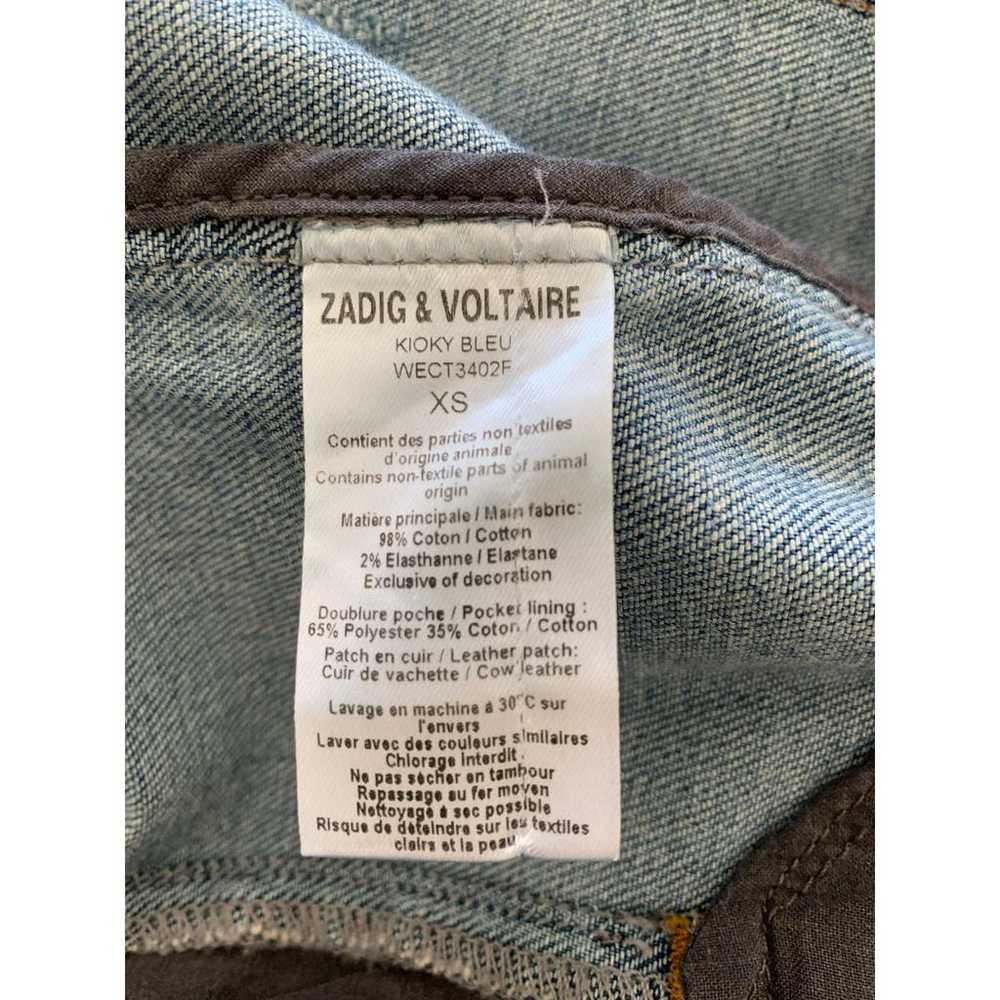 ZADIG & VOLTAIRE
KIOKY BLEU
WECT3402F
XS
Contient des parties non textiles
d'origine animale
Contains non-textile parts of animal
origin
Matière principale / Main fabric:
98% Coton / Cotton
2% Elasthanne / Elastane
Exclusive of decoration
Doublure poche / Pocket lining :
65% Polyester 35% Coton / Cotton
Patch en cuir / Leather patch:
Cuir de vachette / Cow leather
Lavage en machine à 30°C sur
l'envers
Laver avec des couleurs similaires
Chlorage interdit.
Ne pas sècher en tambour
Repassage au fer moyen
Nettoyage à sec possible
Risque de déteindre sur les textiles
clairs et la peau